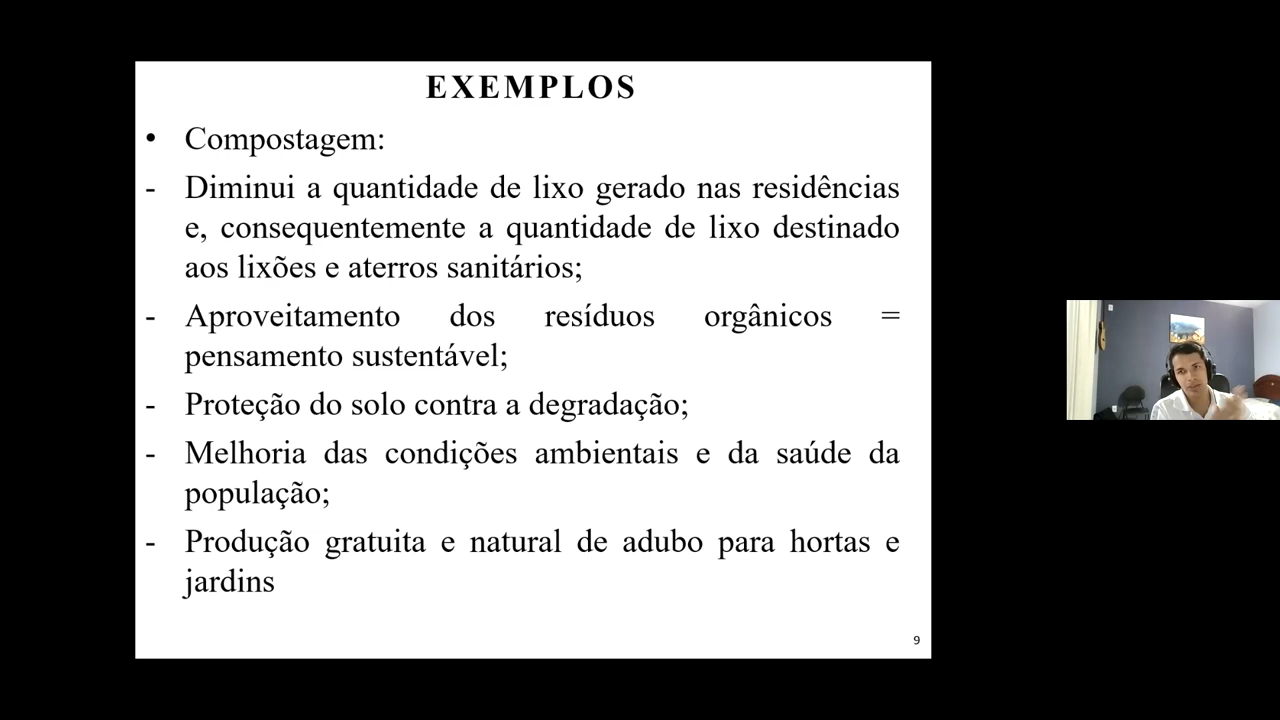 EXEMPLOS
• Compostagem:
- Diminui a quantidade de lixo gerado nas residências
e, consequentemente a quantidade de lixo destinado
aos lixões e aterros sanitários;
- Aproveitamento dos resíduos orgânicos =
pensamento sustentável;
- Proteção do solo contra a degradação;
- Melhoria das condições ambientais e da saúde da
população;
- Produção gratuita e natural de adubo para hortas e
jardins
9